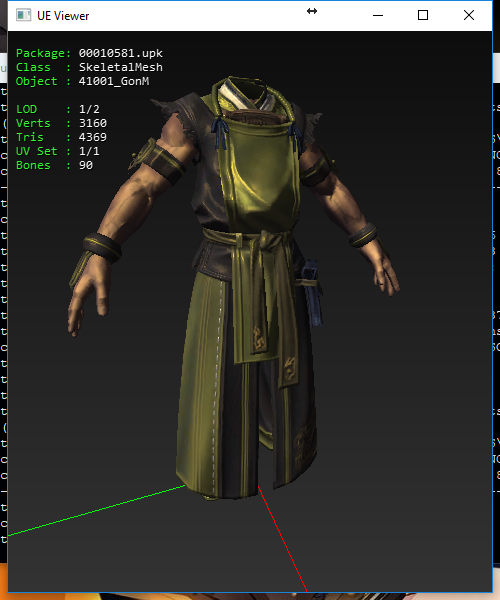 UE Viewer
Package: 00010581.upk
Class : SkeletalMesh
Object : 41001_GonM
LOD : 1/2
Verts : 3160
Tris : 4369
UV Set : 1/1
Bones : 90